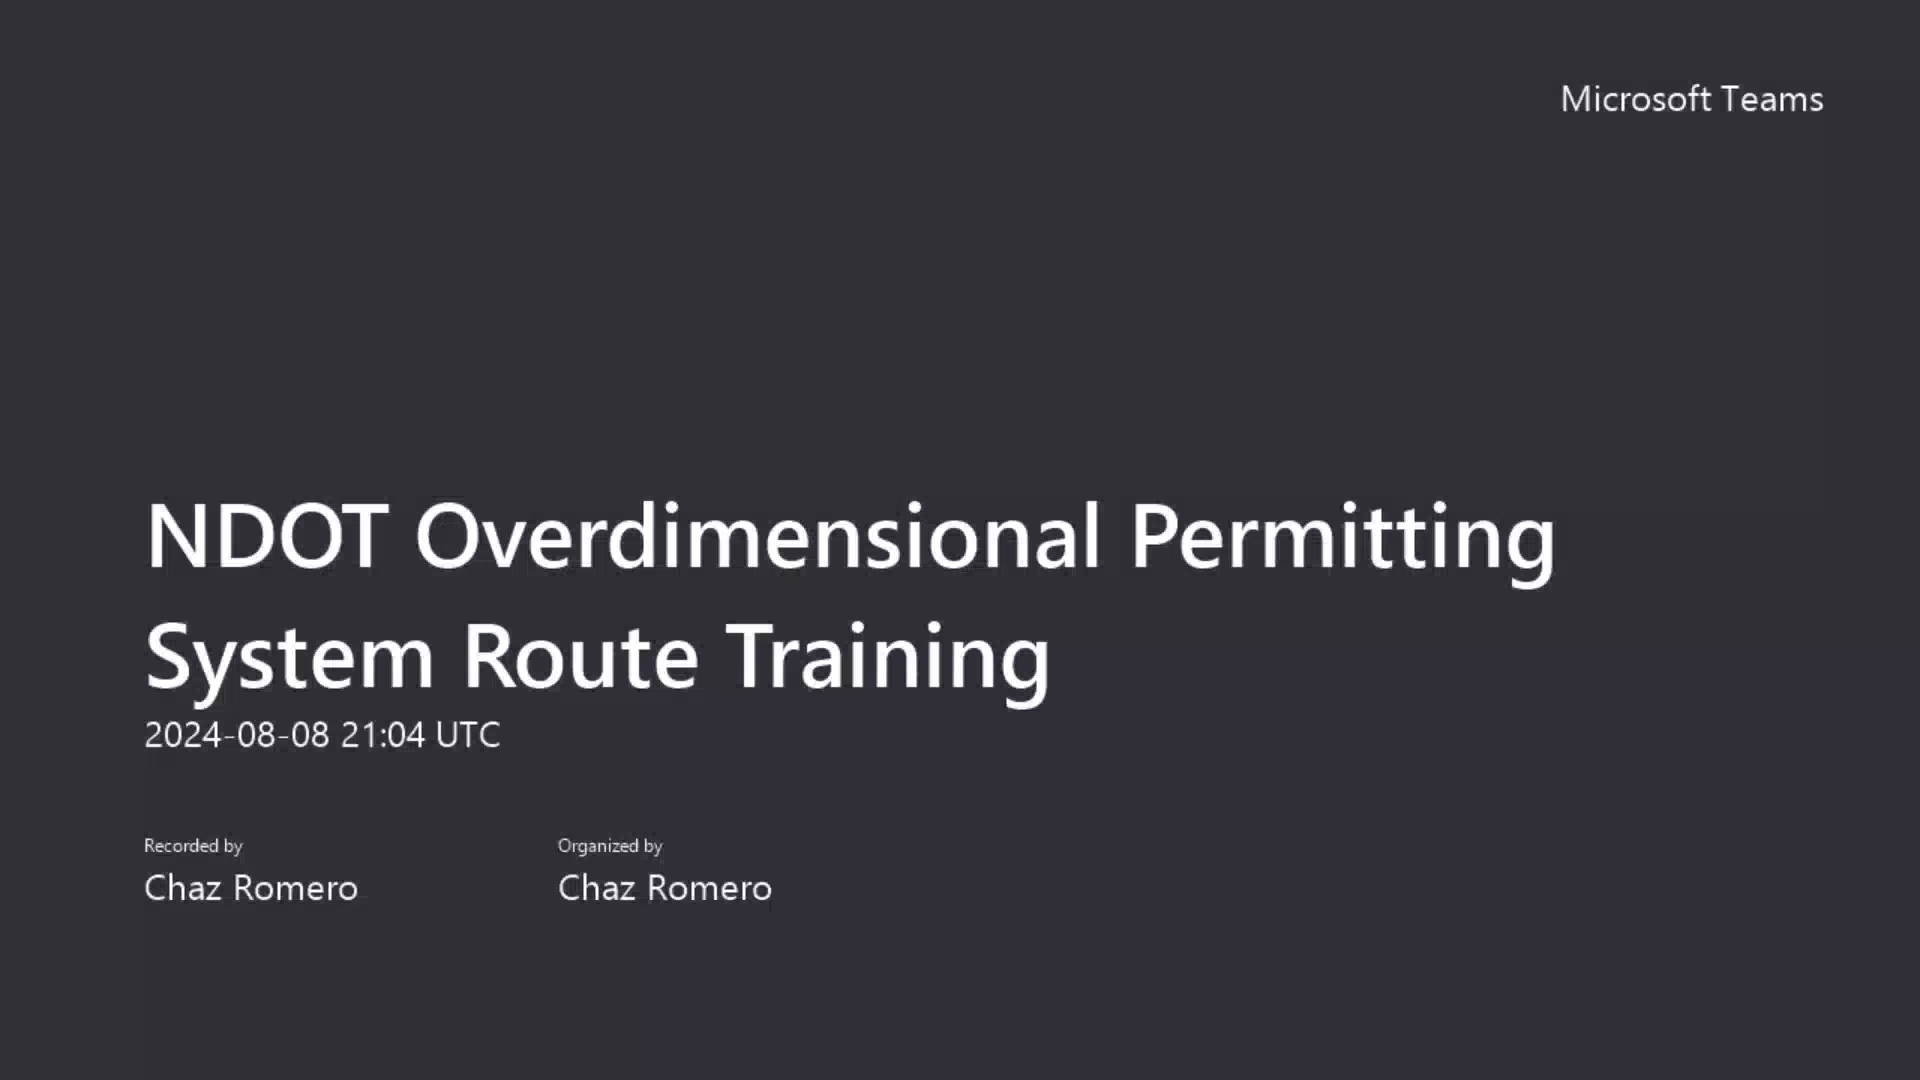 Microsoft Teams
NDOT Overdimensional Permitting
System Route Training
2024-08-08 21:04 UTC
Recorded by
Organized by
Chaz Romero
Chaz Romero